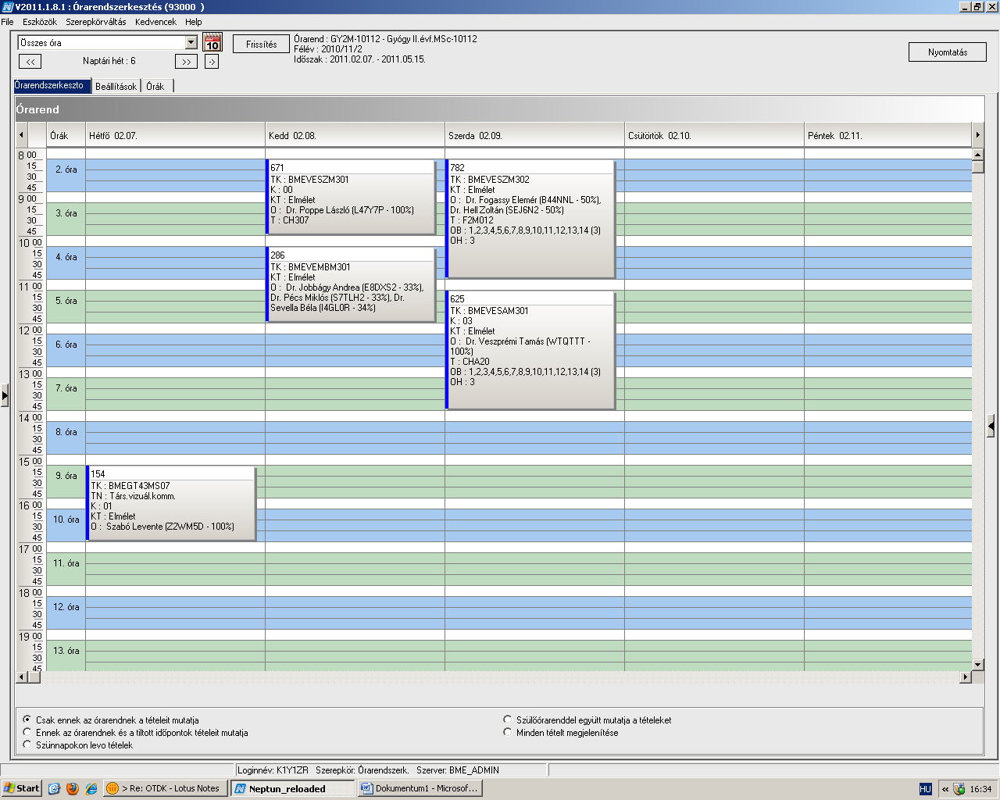 V2011.1.8.1 : Órarendszerkesztés (93000  )
File Eszközök Szerepkörváltás Kedvencek Help
Összes óra
10
Frissítés
Órarend : GY2M-10112 - Gyógy II.évf.MSc-10112
Félév : 2010/11/2
Időszak : 2011.02.07. - 2011.05.15.
Nyomtatás
<< Naptári hét : 6 >> ->
Órarendszerkeszto Beállítások Órák
Órarend
Órák Hétfő 02.07. Kedd 02.08. Szerda 02.09. Csütörtök 02.10. Péntek 02.11.
8 00
15
30
45
9 00
15
30
45
10 00
15
30
45
11 00
15
30
45
12 00
15
30
45
13 00
15
30
45
14 00
15
30
45
15 00
15
30
45
16 00
15
30
45
17 00
15
30
45
18 00
15
30
45
19 00
15
30
45
2. óra
3. óra
4. óra
5. óra
6. óra
7. óra
8. óra
9. óra
10. óra
11. óra
12. óra
13. óra
154
TK : BMEGT43MS07
TN : Társ.vizuál.komm.
K : 01
KT : Elmélet
O : Szabó Levente (Z2WM5D - 100%)
671
TK : BMEVESZM301
K : 00
KT : Elmélet
O : Dr. Poppe László (L47Y7P - 100%)
T : CH307
286
TK : BMEVEMBM301
KT : Elmélet
O : Dr. Jobbágy Andrea (E8DXS2 - 33%),
Dr. Pécs Miklós (S7TLH2 - 33%), Dr.
Sevella Béla (I4GL0R - 34%)
782
TK : BMEVESZM302
KT : Elmélet
O : Dr. Fogassy Elemér (B44NNL - 50%),
Dr. Hell Zoltán (SEJ6N2 - 50%)
T : F2M012
OB : 1,2,3,4,5,6,7,8,9,10,11,12,13,14 (3)
OH : 3
625
TK : BMEVESAM301
K : 03
KT : Elmélet
O : Dr. Veszprémi Tamás (WTQTTT -
100%)
T : CHA20
OB : 1,2,3,4,5,6,7,8,9,10,11,12,13,14 (3)
OH : 3
Csak ennek az órarendnek a tételeit mutatja
Ennek az órarendnek és a tiltott időpontok tételeit mutatja
Szünnapokon levo tételek
Szülőórarenddel együtt mutatja a tételeket
Minden tételt megjelenítése
Loginnév: K1Y1ZR Szerepkör: Órarendszerk. Szerver: BME_ADMIN
Start > Re: OTDK - Lotus Notes Neptun_reloaded Dokumentum1 - Microsof... HU « 16:34